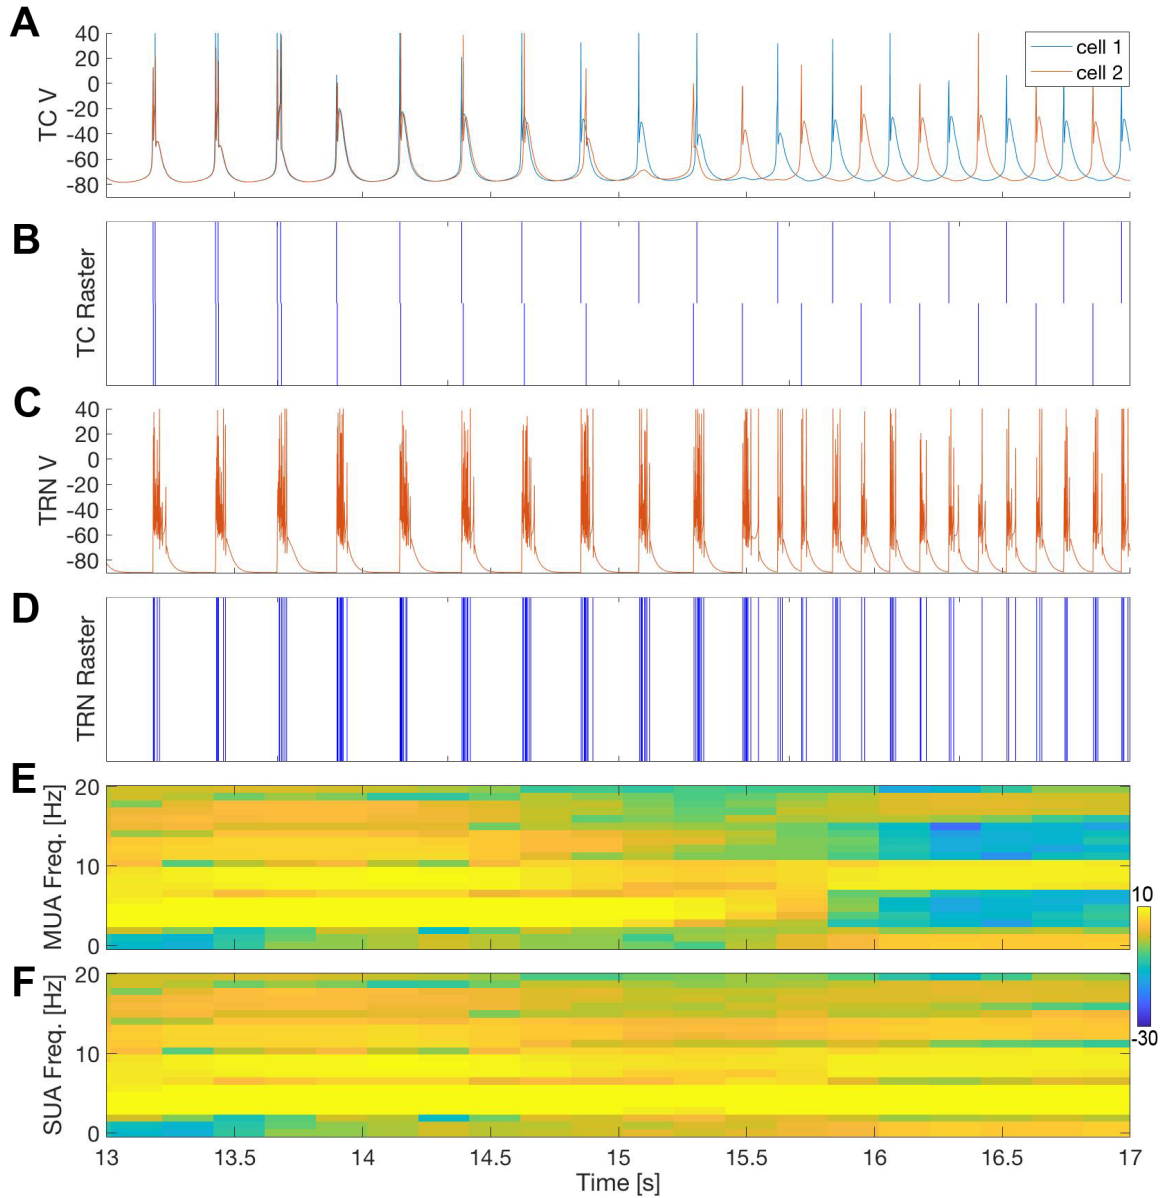 A
TC V
40
20
0
-20
-40
-60
-80
cell 1
cell 2
B
TC Raster
C
TRN V
40
20
0
-20
-40
-60
-80
D
TRN Raster
E
MUA Freq. [Hz]
20
10
0
10
-30
F
SUA Freq. [Hz]
20
10
0
13
13.5
14
14.5
15
15.5
16
16.5
17
Time [s]